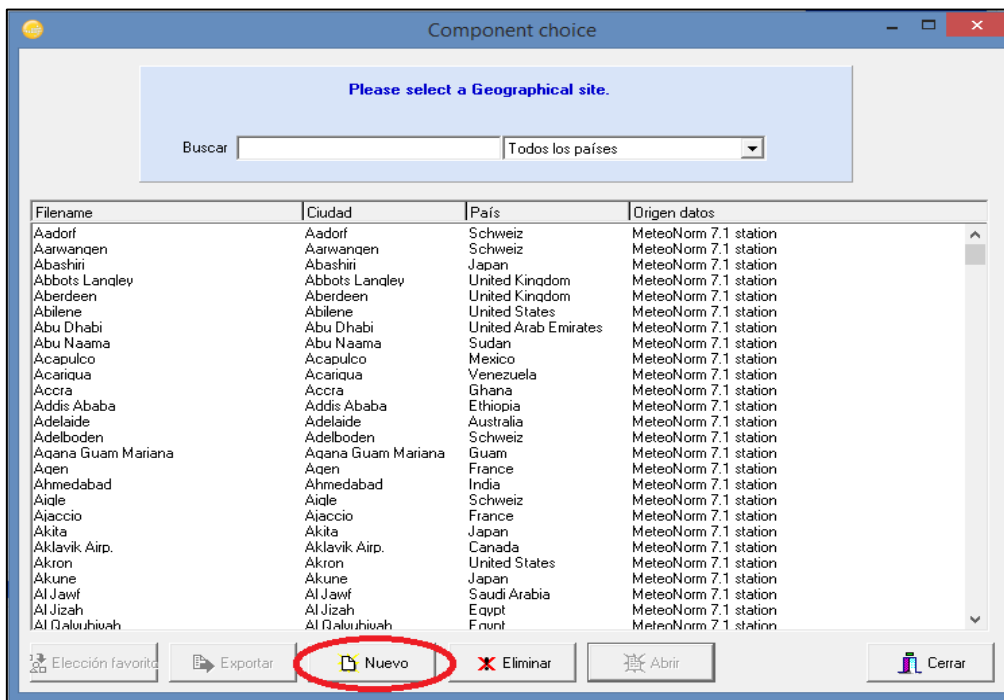 Component choice
Please select a Geographical site.
Buscar Todos los países
Filename Ciudad País Origen datos
Aadorf Aadorf Schweiz MeteoNorm 7.1 station
Aarwangen Aarwangen Schweiz MeteoNorm 7.1 station
Abashiri Abashiri Japan MeteoNorm 7.1 station
Abbots Langley Abbots Langley United Kingdom MeteoNorm 7.1 station
Aberdeen Aberdeen United Kingdom MeteoNorm 7.1 station
Abilene Abilene United States MeteoNorm 7.1 station
Abu Dhabi Abu Dhabi United Arab Emirates MeteoNorm 7.1 station
Abu Naama Abu Naama Sudan MeteoNorm 7.1 station
Acapulco Acapulco Mexico MeteoNorm 7.1 station
Acarigua Acarigua Venezuela MeteoNorm 7.1 station
Accra Accra Ghana MeteoNorm 7.1 station
Addis Ababa Addis Ababa Ethiopia MeteoNorm 7.1 station
Adelaide Adelaide Australia MeteoNorm 7.1 station
Adelboden Adelboden Schweiz MeteoNorm 7.1 station
Agana Guam Mariana Agana Guam Mariana Guam MeteoNorm 7.1 station
Agen Agen France MeteoNorm 7.1 station
Ahmedabad Ahmedabad India MeteoNorm 7.1 station
Aigle Aigle Schweiz MeteoNorm 7.1 station
Ajaccio Ajaccio France MeteoNorm 7.1 station
Akita Akita Japan MeteoNorm 7.1 station
Aklavik Airp. Aklavik Airp. Canada MeteoNorm 7.1 station
Akron Akron United States MeteoNorm 7.1 station
Akune Akune Japan MeteoNorm 7.1 station
Al Jawf Al Jawf Saudi Arabia MeteoNorm 7.1 station
Al Jizah Al Jizah Egypt MeteoNorm 7.1 station
Al Qalyubiyah Al Qalyubiyah Egypt MeteoNorm 7.1 station
Elección favorito Exportar Nuevo Eliminar Abrir Cerrar